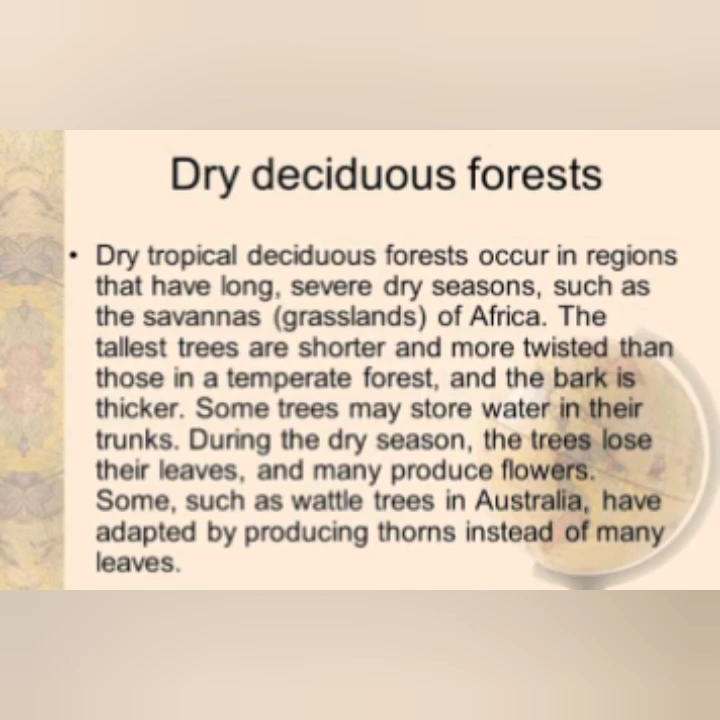 Dry deciduous forests
• Dry tropical deciduous forests occur in regions
that have long, severe dry seasons, such as
the savannas (grasslands) of Africa. The
tallest trees are shorter and more twisted than
those in a temperate forest, and the bark is
thicker. Some trees may store water in their
trunks. During the dry season, the trees lose
their leaves, and many produce flowers.
Some, such as wattle trees in Australia, have
adapted by producing thorns instead of many
leaves.